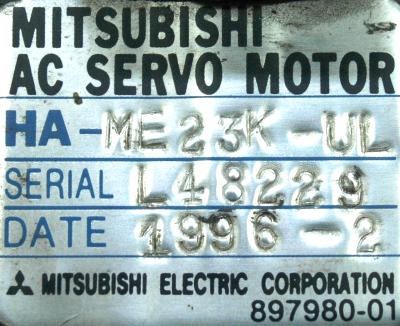 MITSUBISHI
AC SERVO MOTOR
HA-ME23K-UL
SERIAL L48229
DATE 1996-2
MITSUBISHI ELECTRIC CORPORATION
897980-01